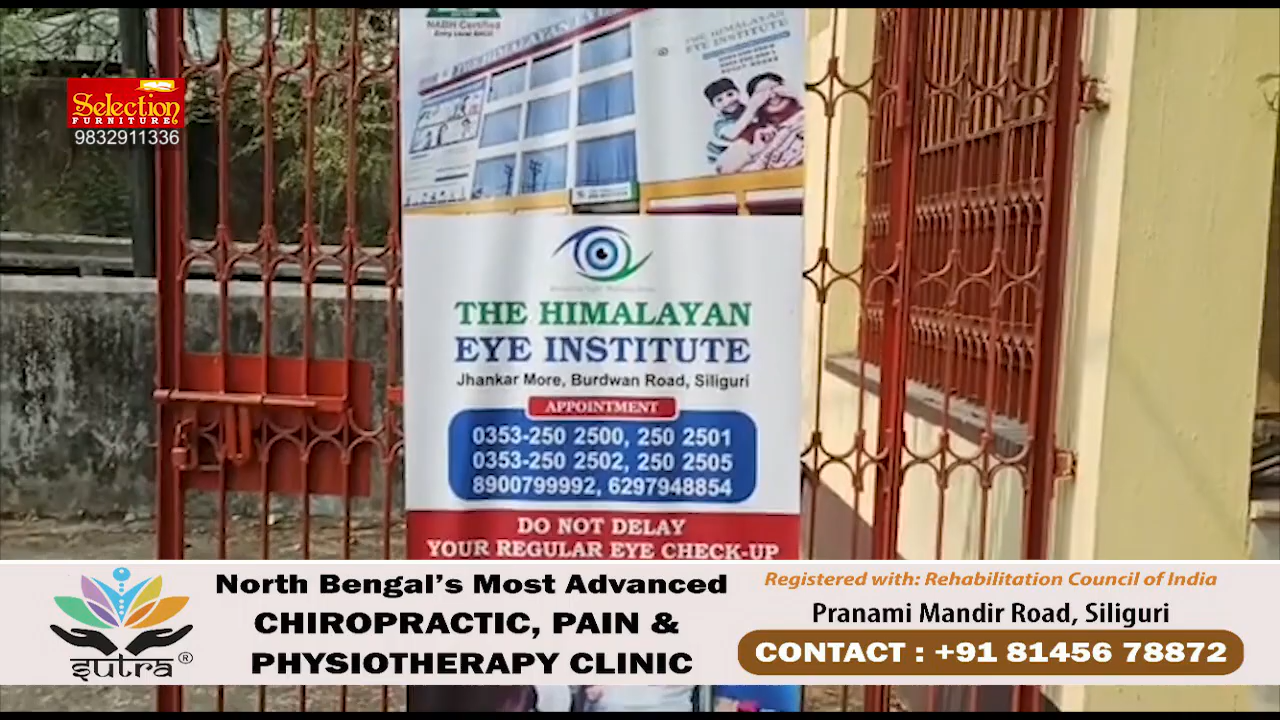 NABH Certified
Entry Level SHCO
THE HIMALAYAN
EYE INSTITUTE
Selection
FURNITURE
9832911336
THE HIMALAYAN
EYE INSTITUTE
Jhankar More, Burdwan Road, Siliguri
APPOINTMENT
0353-250 2500, 250 2501
0353-250 2502, 250 2505
8900799992, 6297948854
DO NOT DELAY
YOUR REGULAR EYE CHECK-UP
sutra®
North Bengal's Most Advanced
CHIROPRACTIC, PAIN &
PHYSIOTHERAPY CLINIC
Registered with: Rehabilitation Council of India
Pranami Mandir Road, Siliguri
CONTACT : +91 81456 78872